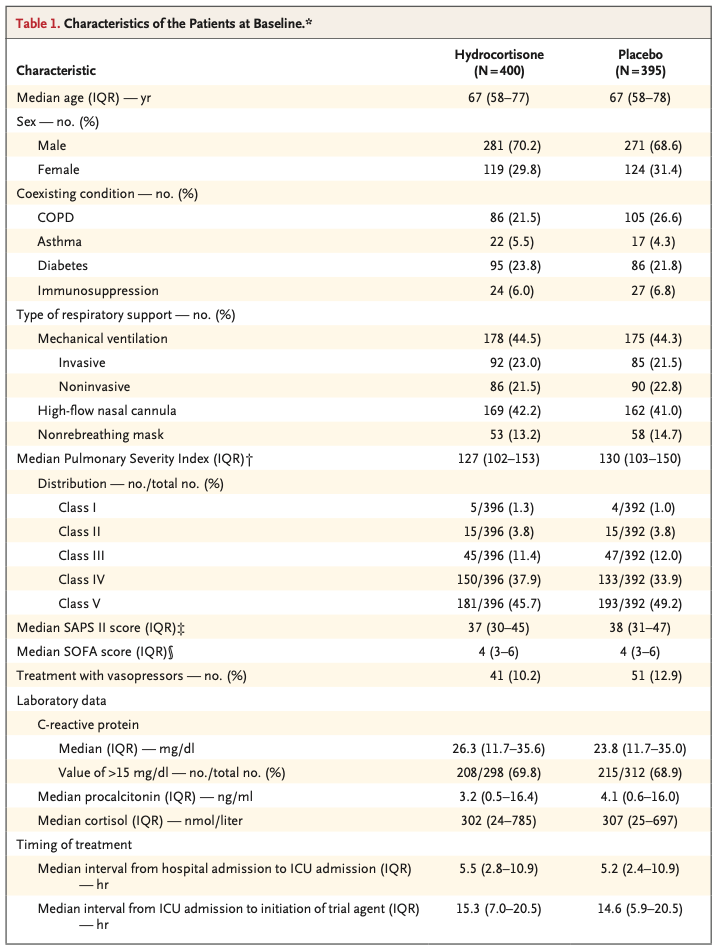 Table 1. Characteristics of the Patients at Baseline.*
Characteristic Hydrocortisone (N=400) Placebo (N=395)
Median age (IQR) — yr 67 (58–77) 67 (58–78)
Sex — no. (%)
Male 281 (70.2) 271 (68.6)
Female 119 (29.8) 124 (31.4)
Coexisting condition — no. (%)
COPD 86 (21.5) 105 (26.6)
Asthma 22 (5.5) 17 (4.3)
Diabetes 95 (23.8) 86 (21.8)
Immunosuppression 24 (6.0) 27 (6.8)
Type of respiratory support — no. (%)
Mechanical ventilation 178 (44.5) 175 (44.3)
Invasive 92 (23.0) 85 (21.5)
Noninvasive 86 (21.5) 90 (22.8)
High-flow nasal cannula 169 (42.2) 162 (41.0)
Nonrebreathing mask 53 (13.2) 58 (14.7)
Median Pulmonary Severity Index (IQR)† 127 (102–153) 130 (103–150)
Distribution — no./total no. (%)
Class I 5/396 (1.3) 4/392 (1.0)
Class II 15/396 (3.8) 15/392 (3.8)
Class III 45/396 (11.4) 47/392 (12.0)
Class IV 150/396 (37.9) 133/392 (33.9)
Class V 181/396 (45.7) 193/392 (49.2)
Median SAPS II score (IQR)‡ 37 (30–45) 38 (31–47)
Median SOFA score (IQR)§ 4 (3–6) 4 (3–6)
Treatment with vasopressors — no. (%) 41 (10.2) 51 (12.9)
Laboratory data
C-reactive protein
Median (IQR) — mg/dl 26.3 (11.7–35.6) 23.8 (11.7–35.0)
Value of >15 mg/dl — no./total no. (%) 208/298 (69.8) 215/312 (68.9)
Median procalcitonin (IQR) — ng/ml 3.2 (0.5–16.4) 4.1 (0.6–16.0)
Median cortisol (IQR) — nmol/liter 302 (24–785) 307 (25–697)
Timing of treatment
Median interval from hospital admission to ICU admission (IQR) 5.5 (2.8–10.9) 5.2 (2.4–10.9)
— hr
Median interval from ICU admission to initiation of trial agent (IQR) 15.3 (7.0–20.5) 14.6 (5.9–20.5)
— hr